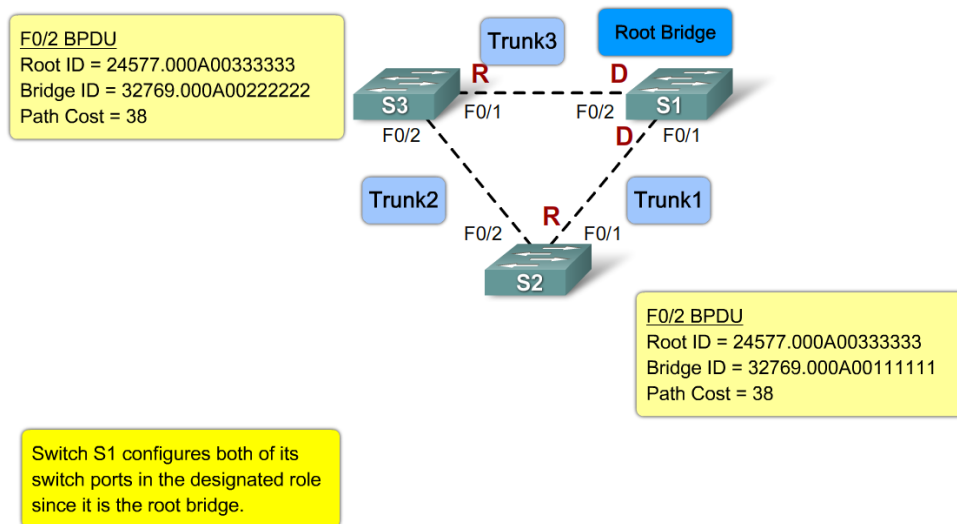 F0/2 BPDU
Root ID = 24577.000A00333333
Bridge ID = 32769.000A00222222
Path Cost = 38
Trunk3
Root Bridge
R
D
S3
F0/1
F0/2
S1
F0/2
D
F0/1
Trunk2
Trunk1
R
F0/2
F0/1
S2
F0/2 BPDU
Root ID = 24577.000A00333333
Bridge ID = 32769.000A00111111
Path Cost = 38
Switch S1 configures both of its
switch ports in the designated role
since it is the root bridge.